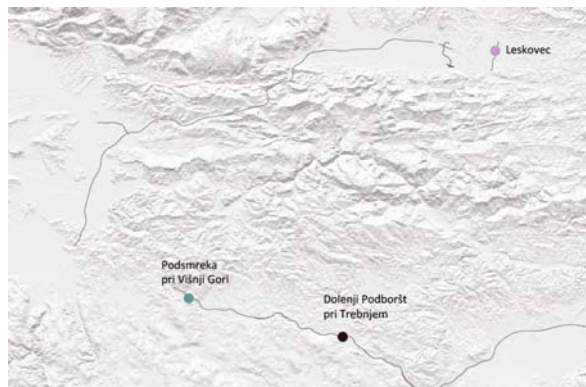 Leskovec
Podsmreka
pri Višnji Gori
Dolenji Podboršt
pri Trebnjem